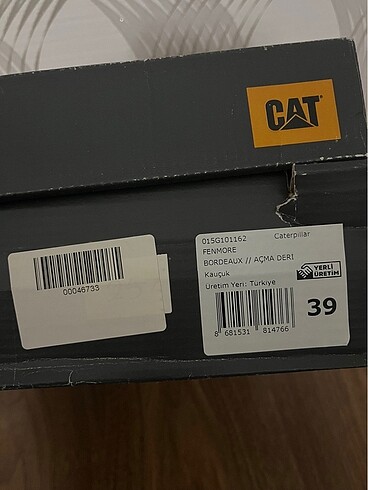 CAT
00046733
015G101162 Caterpillar
FENMORE
BORDEAUX // AÇMA DERİ
Kauçuk
YERLİ ÜRETİM
Üretim Yeri: Türkiye
39
8 681531 814766